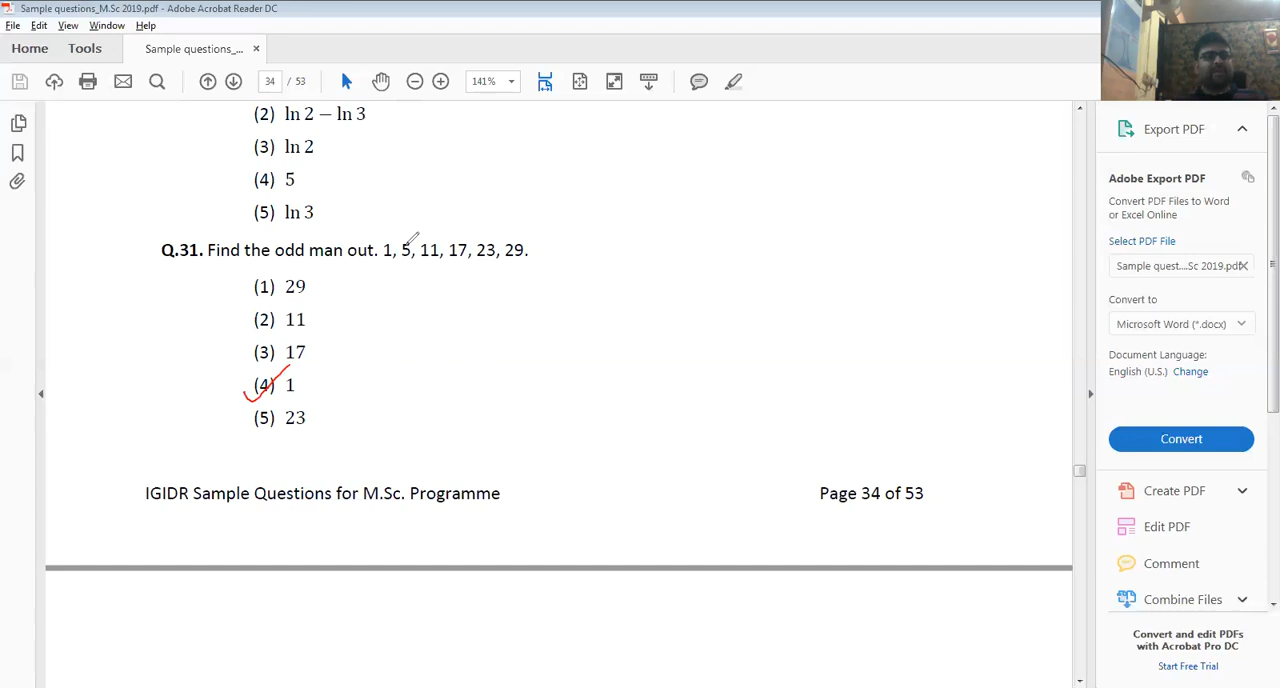 Sample questions_M.Sc 2019.pdf - Adobe Acrobat Reader DC
File Edit View Window Help
Home Tools Sample questions_... ×
34 / 53 141%
(2) ln 2 − ln 3
(3) ln 2
(4) 5
(5) ln 3
Q.31. Find the odd man out. 1, 5, 11, 17, 23, 29.
(1) 29
(2) 11
(3) 17
(4) 1
(5) 23
IGIDR Sample Questions for M.Sc. Programme Page 34 of 53
Export PDF
Adobe Export PDF
Convert PDF Files to Word
or Excel Online
Select PDF File
Sample quest....Sc 2019.pdf
Convert to
Microsoft Word (*.docx)
Document Language:
English (U.S.) Change
Convert
Create PDF
Edit PDF
Comment
Combine Files
Convert and edit PDFs
with Acrobat Pro DC
Start Free Trial